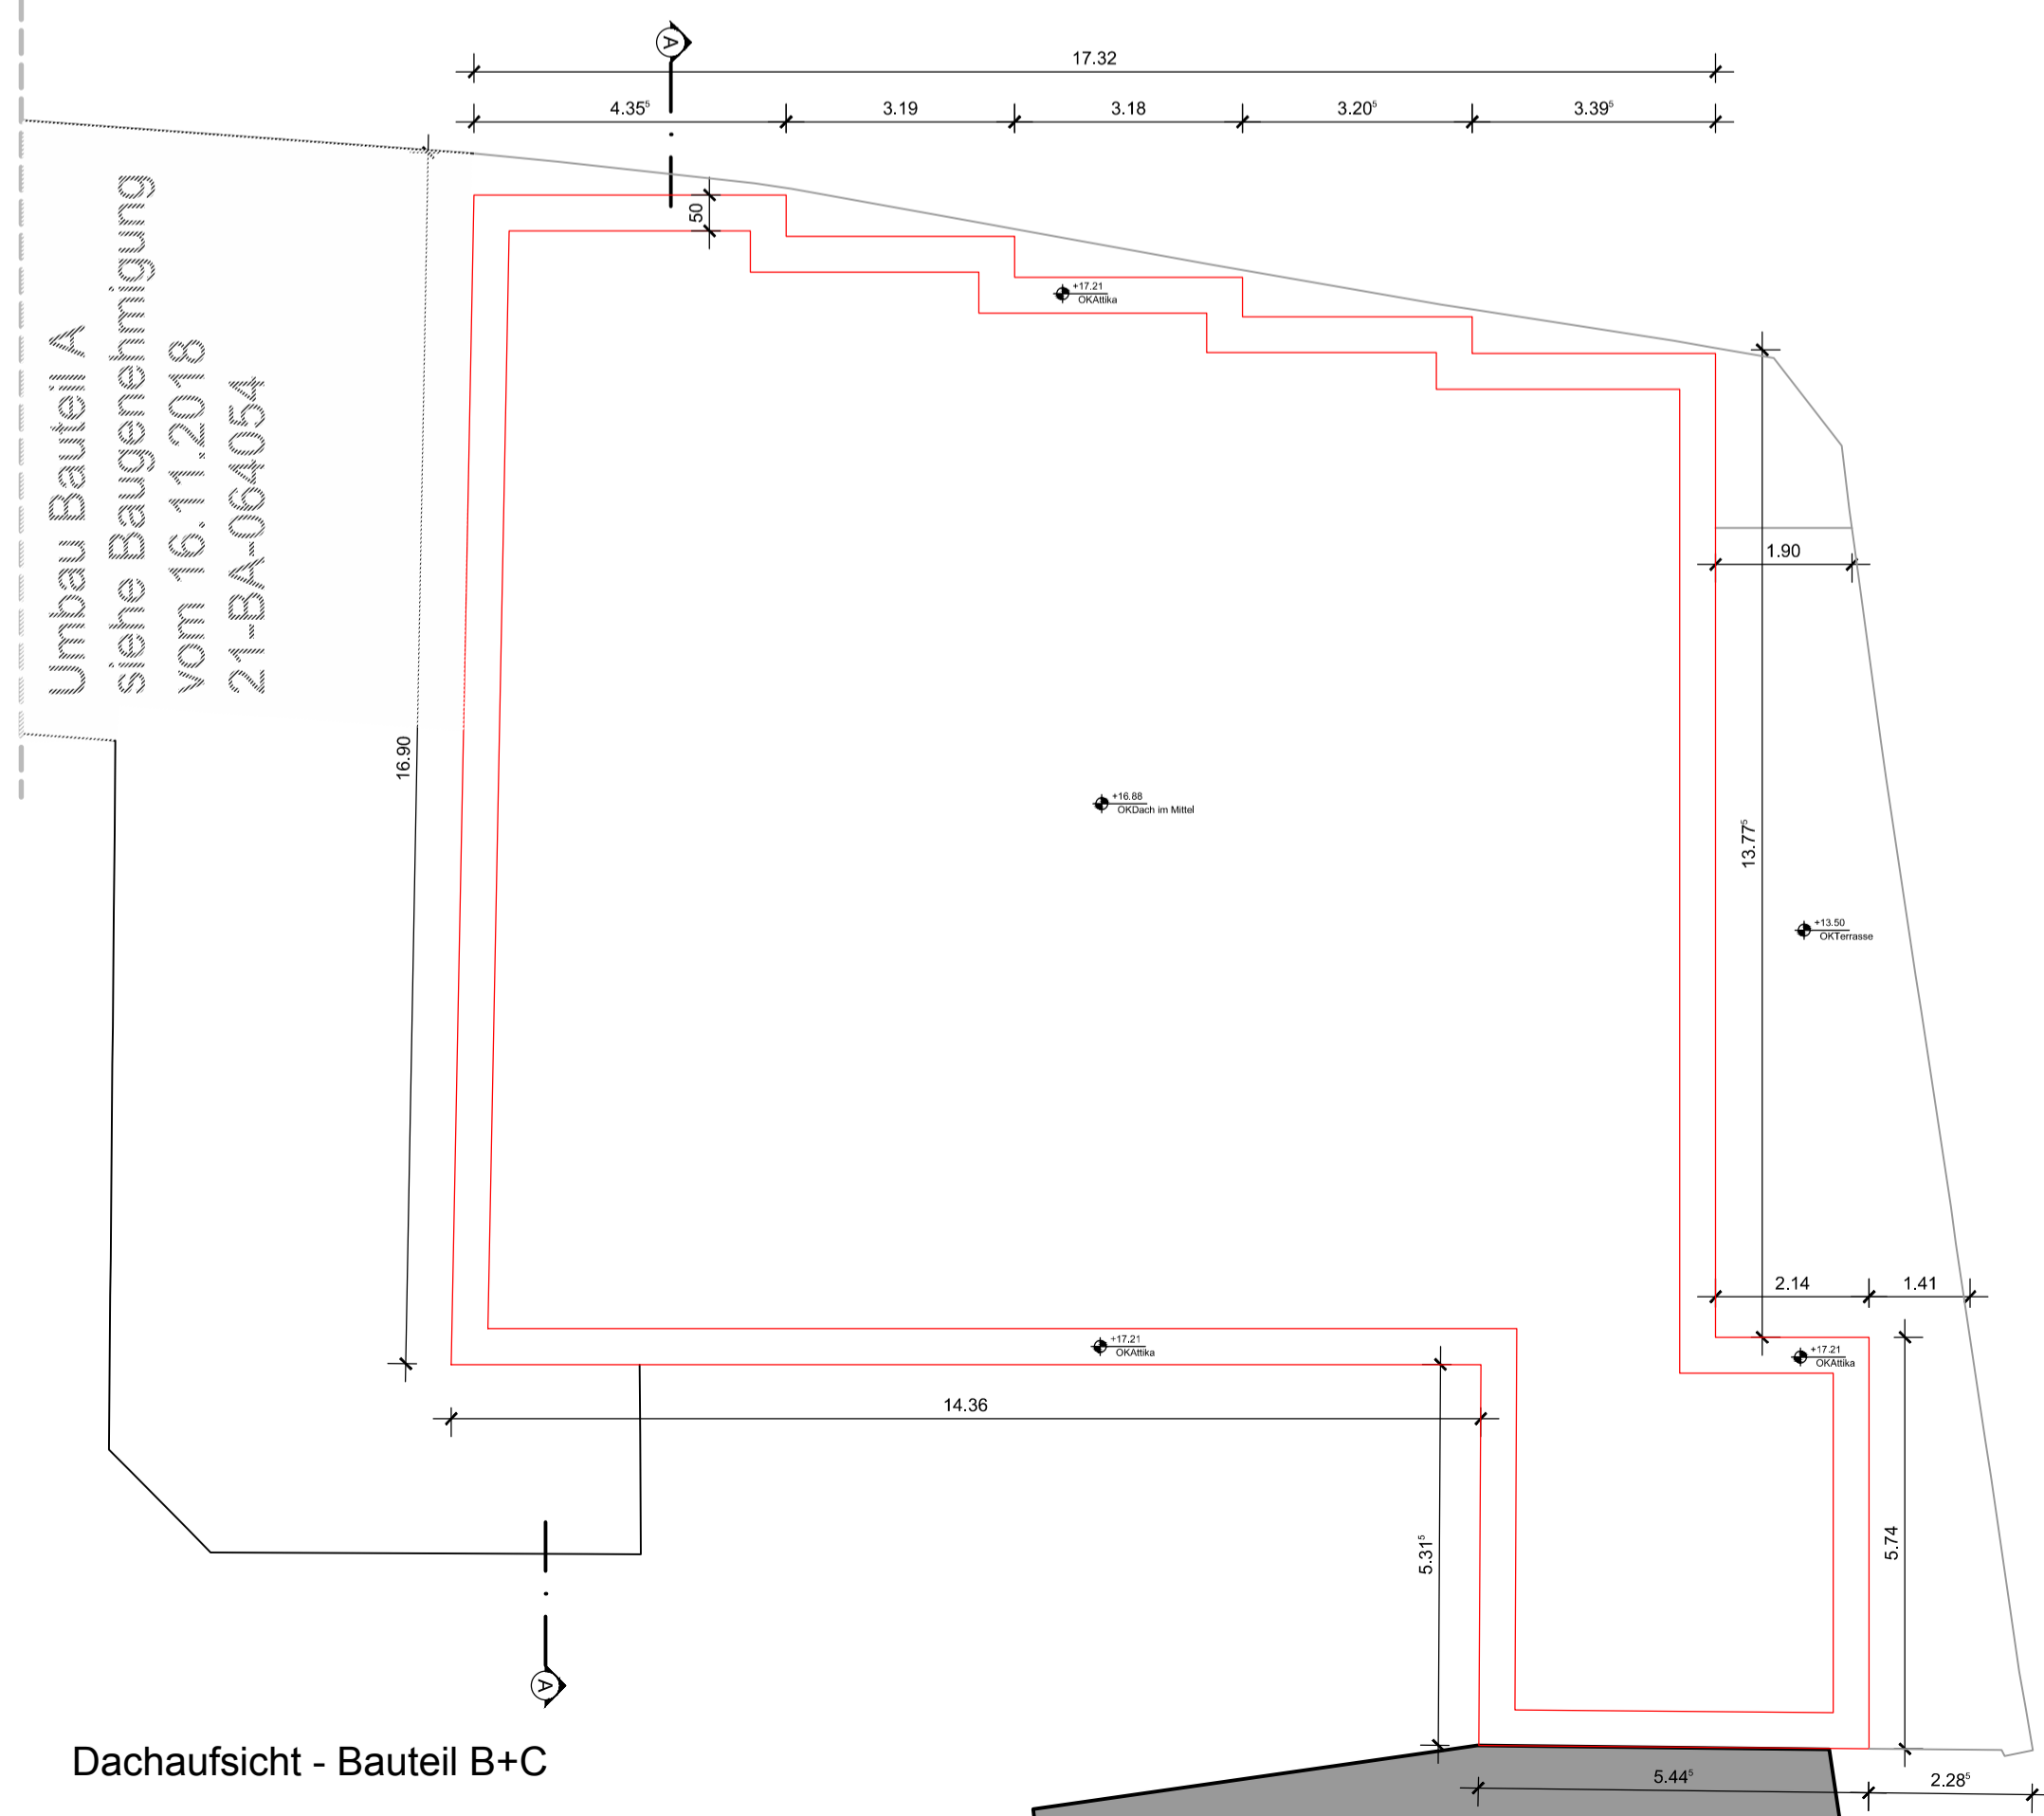 A
17.32
4.35⁵
3.19
3.18
3.20⁵
3.39⁵
50
+17.21
OKAttika
Umbau Bauteil A
siehe Baugenehmigung
vom 16.11.2018
21-BA-064054
1.90
16.90
+16.88
OKDach im Mittel
13.77⁵
+13.50
OKTerrasse
2.14
1.41
+17.21
OKAttika
+17.21
OKAttika
14.36
5.31⁵
5.74
A
Dachaufsicht - Bauteil B+C
5.44⁵
2.28⁵